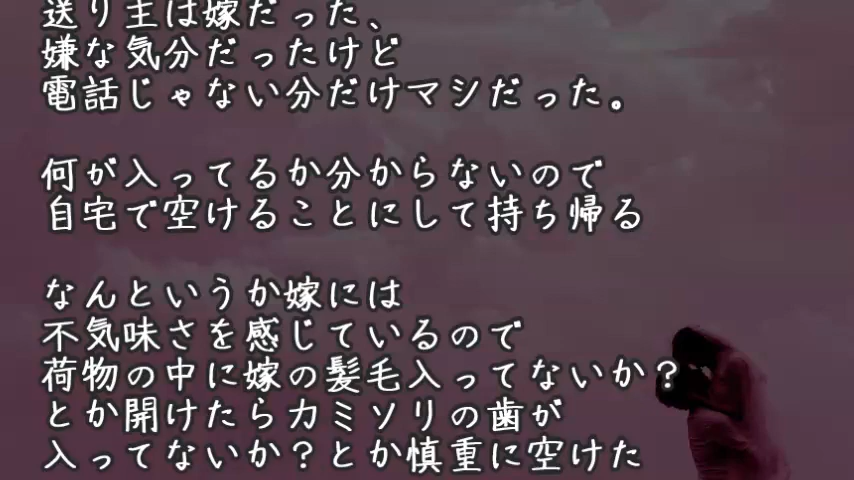 送り主は嫁だった、
嫌な気分だったけど
電話じゃない分だけマシだった。
何が入ってるか分からないので
自宅で空けることにして持ち帰る
なんというか嫁には
不気味さを感じているので
荷物の中に嫁の髪毛入ってないか？
とか開けたらカミソリの歯が
入ってないか？とか慎重に空けた